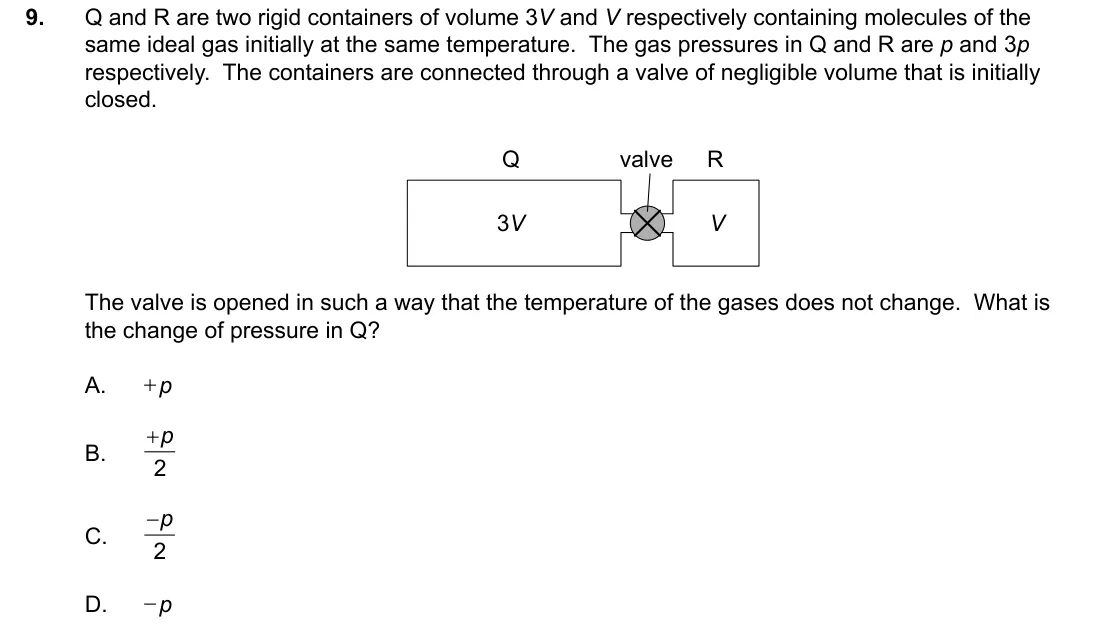 9. Q and R are two rigid containers of volume 3V and V respectively containing molecules of the
same ideal gas initially at the same temperature. The gas pressures in Q and R are p and 3p
respectively. The containers are connected through a valve of negligible volume that is initially
closed.
Q valve R
3V V
The valve is opened in such a way that the temperature of the gases does not change. What is
the change of pressure in Q?
A. +p
B. +p/2
C. −p/2
D. −p